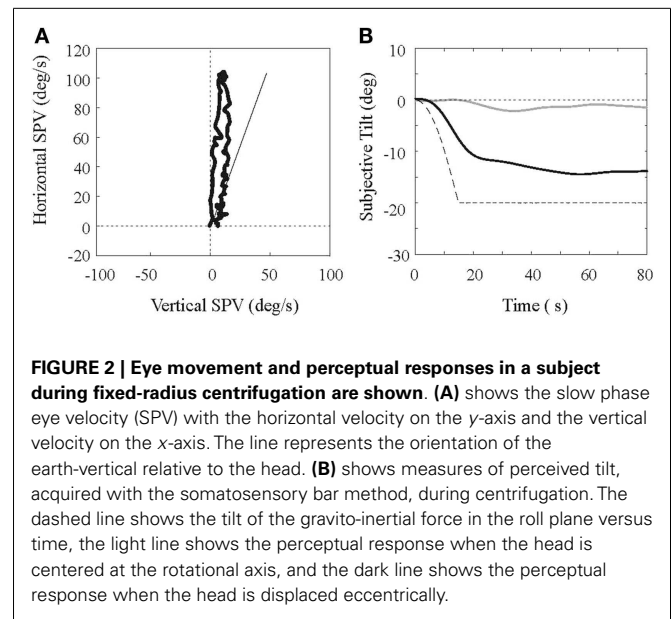 A
B
120
100
80
60
40
20
0
-20
Horizontal SPV (deg/s)
-100 -50 0 50 100
Vertical SPV (deg/s)
10
0
-10
-20
-30
Subjective Tilt (deg)
0 20 40 60 80
Time ( s)
FIGURE 2 | Eye movement and perceptual responses in a subject
during fixed-radius centrifugation are shown. (A) shows the slow phase
eye velocity (SPV) with the horizontal velocity on the y-axis and the vertical
velocity on the x-axis. The line represents the orientation of the
earth-vertical relative to the head. (B) shows measures of perceived tilt,
acquired with the somatosensory bar method, during centrifugation. The
dashed line shows the tilt of the gravito-inertial force in the roll plane versus
time, the light line shows the perceptual response when the head is
centered at the rotational axis, and the dark line shows the perceptual
response when the head is displaced eccentrically.